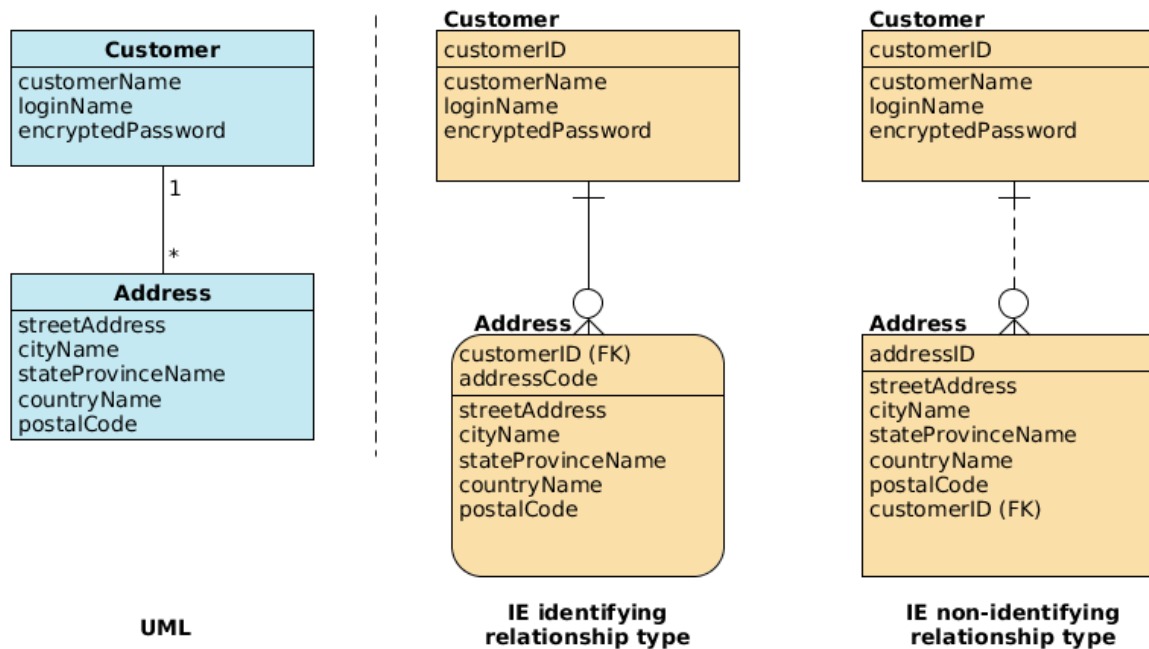 Customer
customerName
loginName
encryptedPassword
1
*
Address
streetAddress
cityName
stateProvinceName
countryName
postalCode
UML
Customer
customerID
customerName
loginName
encryptedPassword
Address
customerID (FK)
addressCode
streetAddress
cityName
stateProvinceName
countryName
postalCode
IE identifying
relationship type
Customer
customerID
customerName
loginName
encryptedPassword
Address
addressID
streetAddress
cityName
stateProvinceName
countryName
postalCode
customerID (FK)
IE non-identifying
relationship type